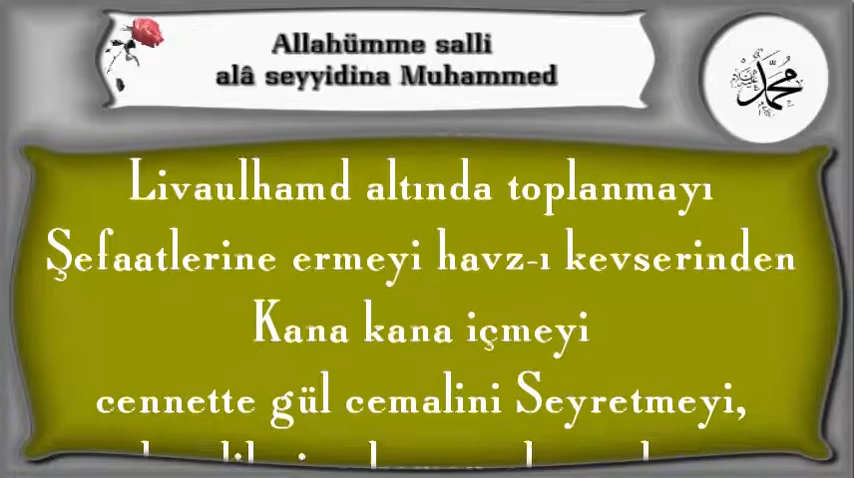 Allahümme salli
alâ seyyidina Muhammed
محمد
Livaulhamd altında toplanmayı
Şefaatlerine ermeyi havz-ı kevserinden
Kana kana içmeyi
cennette gül cemalini Seyretmeyi,